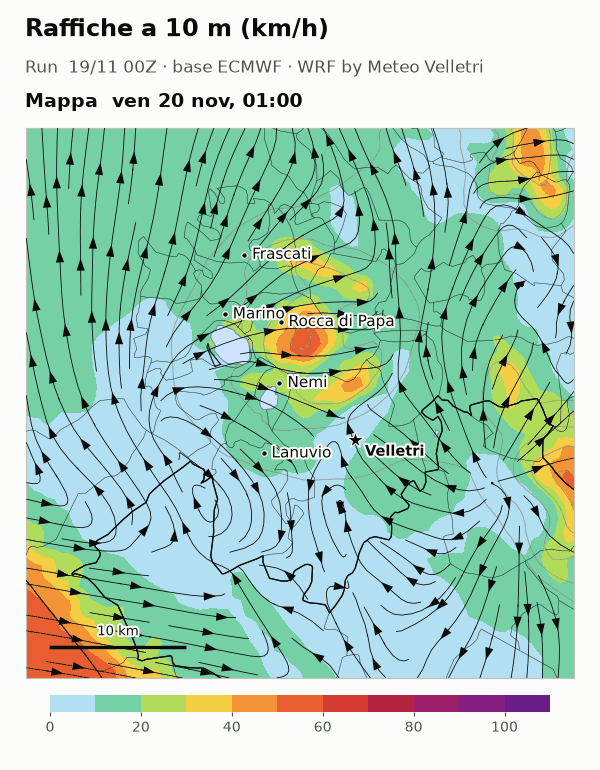 Raffiche a 10 m (km/h)
Run 19/11 00Z · base ECMWF · WRF by Meteo Velletri
Mappa ven 20 nov, 01:00
Frascati
Marino
Rocca di Papa
Nemi
Velletri
Lanuvio
10 km
0 20 40 60 80 100